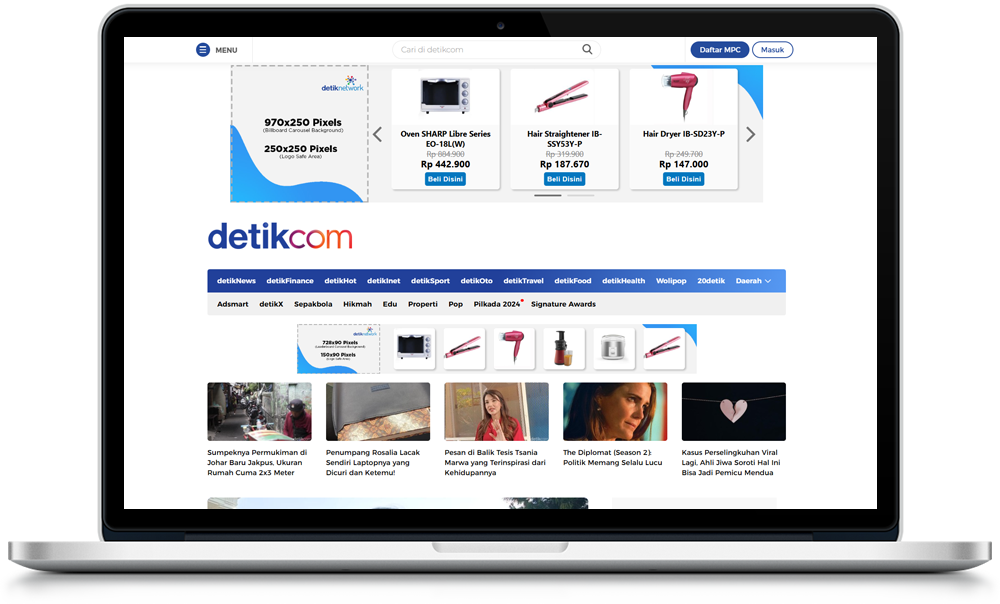 MENU
Cari di detikcom
Daftar MPC
Masuk
detiknetwork
970x250 Pixels
(Billboard Carousel Background)
250x250 Pixels
(Logo Safe Area)
Oven SHARP Libre Series
EO-18L(W)
Rp 884.900
Rp 442.900
Beli Disini
Hair Straightener IB-
SSY53Y-P
Rp 319.900
Rp 187.670
Beli Disini
Hair Dryer IB-SD23Y-P
Rp 249.700
Rp 147.000
Beli Disini
detikcom
detikNews detikFinance detikHot detikInet detikSport detikOto detikTravel detikFood detikHealth Wolipop 20detik Daerah
Adsmart detikX Sepakbola Hikmah Edu Properti Pop Pilkada 2024 Signature Awards
detiknetwork
728x90 Pixels
(Leaderboard Carousel Background)
150x90 Pixels
(Logo Safe Area)
Sumpeknya Permukiman di
Johar Baru Jakpus, Ukuran
Rumah Cuma 2x3 Meter
Penumpang Rosalia Lacak
Sendiri Laptopnya yang
Dicuri dan Ketemu!
Pesan di Balik Tesis Tsania
Marwa yang Terinspirasi dari
Kehidupannya
The Diplomat (Season 2)
Politik Memang Selalu Lucu
Kasus Perselingkuhan Viral
Lagi, Ahli Jiwa Soroti Hal Ini
Bisa Jadi Pemicu Mendua